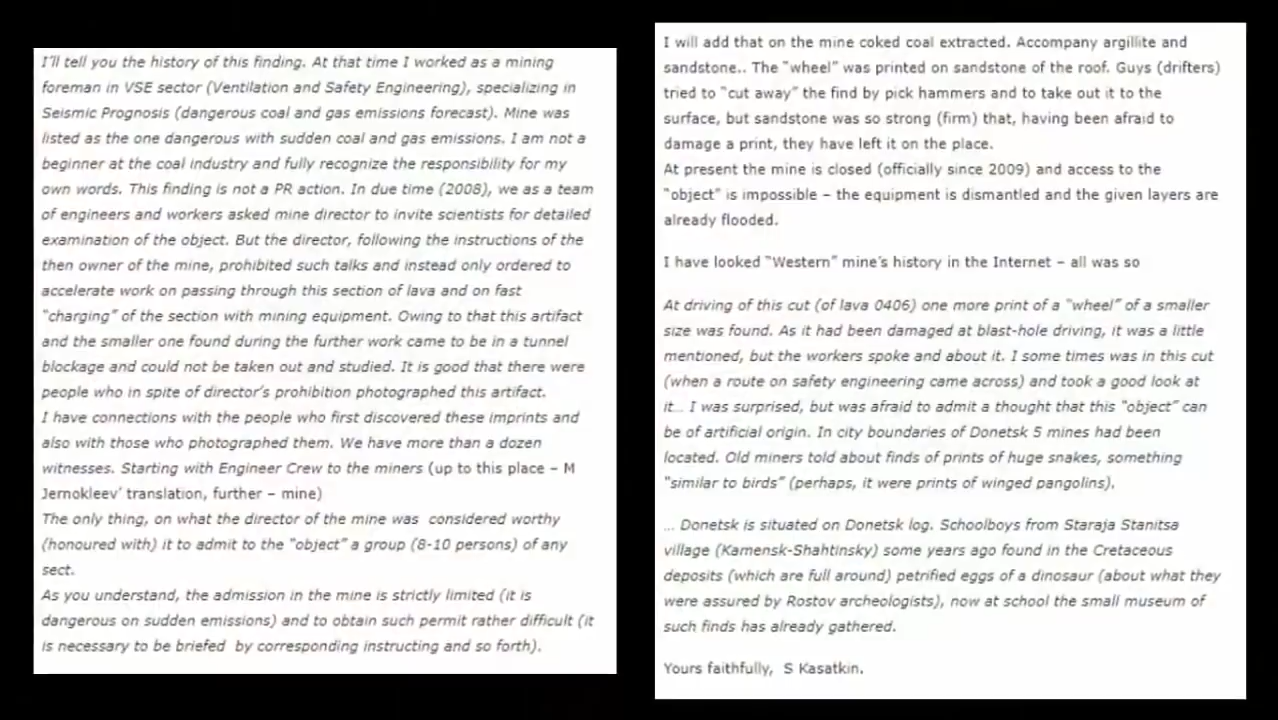 I'll tell you the history of this finding. At that time I worked as a mining
foreman in VSE sector (Ventilation and Safety Engineering), specializing in
Seismic Prognosis (dangerous coal and gas emissions forecast). Mine was
listed as the one dangerous with sudden coal and gas emissions. I am not a
beginner at the coal industry and fully recognize the responsibility for my
own words. This finding is not a PR action. In due time (2008), we as a team
of engineers and workers asked mine director to invite scientists for detailed
examination of the object. But the director, following the instructions of the
then owner of the mine, prohibited such talks and instead only ordered to
accelerate work on passing through this section of lava and on fast
"charging" of the section with mining equipment. Owing to that this artifact
and the smaller one found during the further work came to be in a tunnel
blockage and could not be taken out and studied. It is good that there were
people who in spite of director's prohibition photographed this artifact.
I have connections with the people who first discovered these imprints and
also with those who photographed them. We have more than a dozen
witnesses. Starting with Engineer Crew to the miners (up to this place – M
Jernokleev' translation, further – mine)
The only thing, on what the director of the mine was considered worthy
(honoured with) it to admit to the "object" a group (8-10 persons) of any
sect.
As you understand, the admission in the mine is strictly limited (it is
dangerous on sudden emissions) and to obtain such permit rather difficult (it
is necessary to be briefed by corresponding instructing and so forth).
I will add that on the mine coked coal extracted. Accompany argillite and
sandstone.. The "wheel" was printed on sandstone of the roof. Guys (drifters)
tried to "cut away" the find by pick hammers and to take out it to the
surface, but sandstone was so strong (firm) that, having been afraid to
damage a print, they have left it on the place.
At present the mine is closed (officially since 2009) and access to the
"object" is impossible – the equipment is dismantled and the given layers are
already flooded.
I have looked "Western" mine's history in the Internet – all was so
At driving of this cut (of lava 0406) one more print of a "wheel" of a smaller
size was found. As it had been damaged at blast-hole driving, it was a little
mentioned, but the workers spoke and about it. I some times was in this cut
(when a route on safety engineering came across) and took a good look at
it... I was surprised, but was afraid to admit a thought that this "object" can
be of artificial origin. In city boundaries of Donetsk 5 mines had been
located. Old miners told about finds of prints of huge snakes, something
"similar to birds" (perhaps, it were prints of winged pangolins).
... Donetsk is situated on Donetsk log. Schoolboys from Staraja Stanitsa
village (Kamensk-Shahtinsky) some years ago found in the Cretaceous
deposits (which are full around) petrified eggs of a dinosaur (about what they
were assured by Rostov archeologists), now at school the small museum of
such finds has already gathered.
Yours faithfully, S Kasatkin.